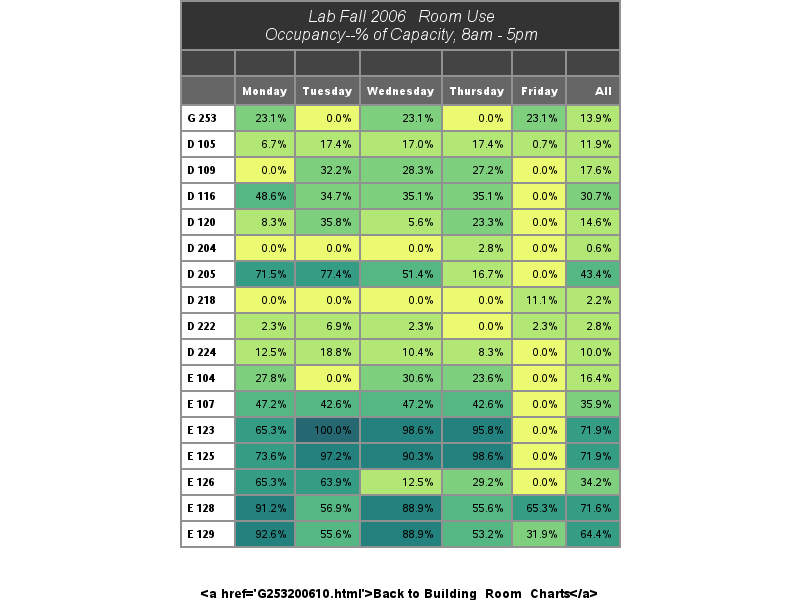 Lab Fall 2006 Room Use
Occupancy--% of Capacity, 8am - 5pm
Monday Tuesday Wednesday Thursday Friday All
G 253 23.1% 0.0% 23.1% 0.0% 23.1% 13.9%
D 105 6.7% 17.4% 17.0% 17.4% 0.7% 11.9%
D 109 0.0% 32.2% 28.3% 27.2% 0.0% 17.6%
D 116 48.6% 34.7% 35.1% 35.1% 0.0% 30.7%
D 120 8.3% 35.8% 5.6% 23.3% 0.0% 14.6%
D 204 0.0% 0.0% 0.0% 2.8% 0.0% 0.6%
D 205 71.5% 77.4% 51.4% 16.7% 0.0% 43.4%
D 218 0.0% 0.0% 0.0% 0.0% 11.1% 2.2%
D 222 2.3% 6.9% 2.3% 0.0% 2.3% 2.8%
D 224 12.5% 18.8% 10.4% 8.3% 0.0% 10.0%
E 104 27.8% 0.0% 30.6% 23.6% 0.0% 16.4%
E 107 47.2% 42.6% 47.2% 42.6% 0.0% 35.9%
E 123 65.3% 100.0% 98.6% 95.8% 0.0% 71.9%
E 125 73.6% 97.2% 90.3% 98.6% 0.0% 71.9%
E 126 65.3% 63.9% 12.5% 29.2% 0.0% 34.2%
E 128 91.2% 56.9% 88.9% 55.6% 65.3% 71.6%
E 129 92.6% 55.6% 88.9% 53.2% 31.9% 64.4%
<a href='G253200610.html'>Back to Building_Room_Charts</a>